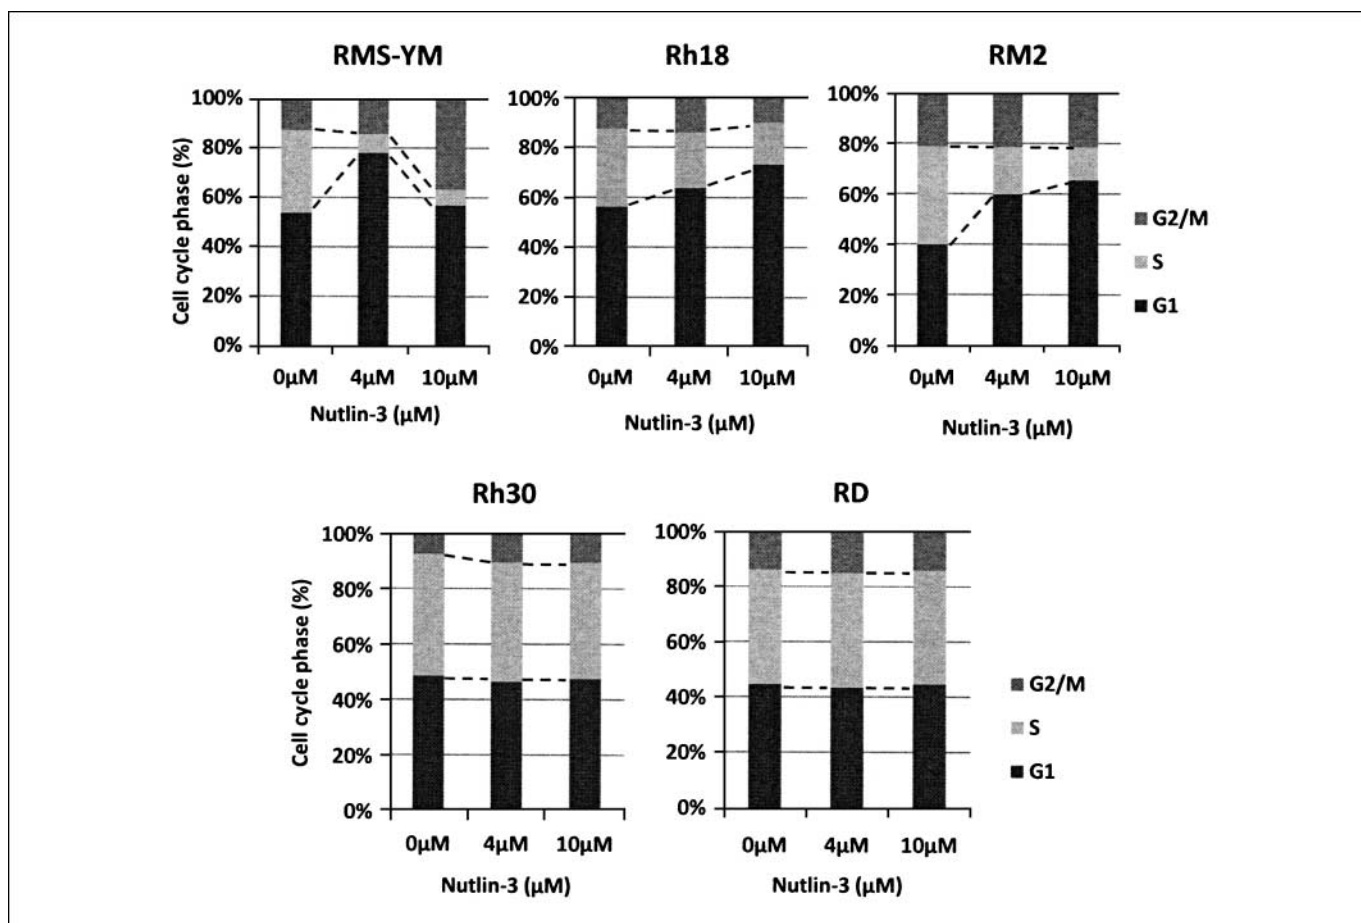 RMS-YM
Rh18
RM2
Cell cycle phase (%)
100%
80%
60%
40%
20%
0%
0µM 4µM 10µM
Nutlin-3 (µM)
100%
80%
60%
40%
20%
0%
0µM 4µM 10µM
Nutlin-3 (µM)
100%
80%
60%
40%
20%
0%
0µM 4µM 10µM
Nutlin-3 (µM)
G2/M
S
G1
Rh30
RD
Cell cycle phase (%)
100%
80%
60%
40%
20%
0%
0µM 4µM 10µM
Nutlin-3 (µM)
100%
80%
60%
40%
20%
0%
0µM 4µM 10µM
Nutlin-3 (µM)
G2/M
S
G1